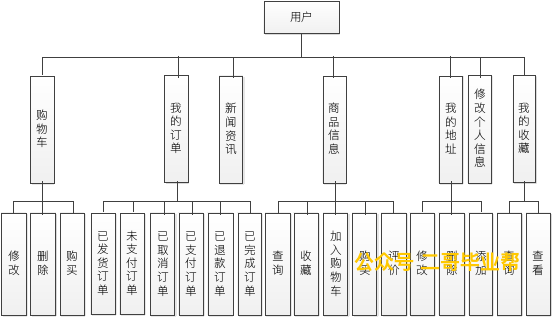 用户
购物车
我的订单
新闻资讯
商品信息
我的地址
修改个人信息
我的收藏
修改
删除
购买
已发货订单
未支付订单
已取消订单
已支付订单
已退款订单
已完成订单
查询
收藏
加入购物车
购买
评价
修改
删除
添加
查询
查看
公众号 二哥毕业帮